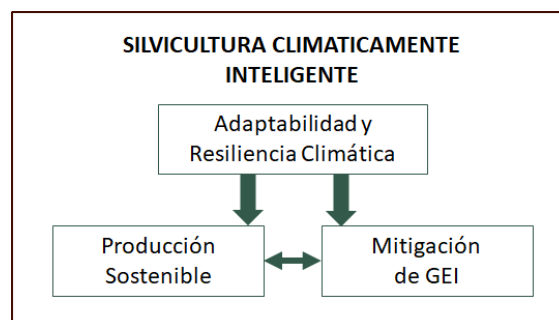 SILVICULTURA CLIMATICAMENTE
INTELIGENTE
Adaptabilidad y
Resiliencia Climática
Producción
Sostenible
Mitigación
de GEI